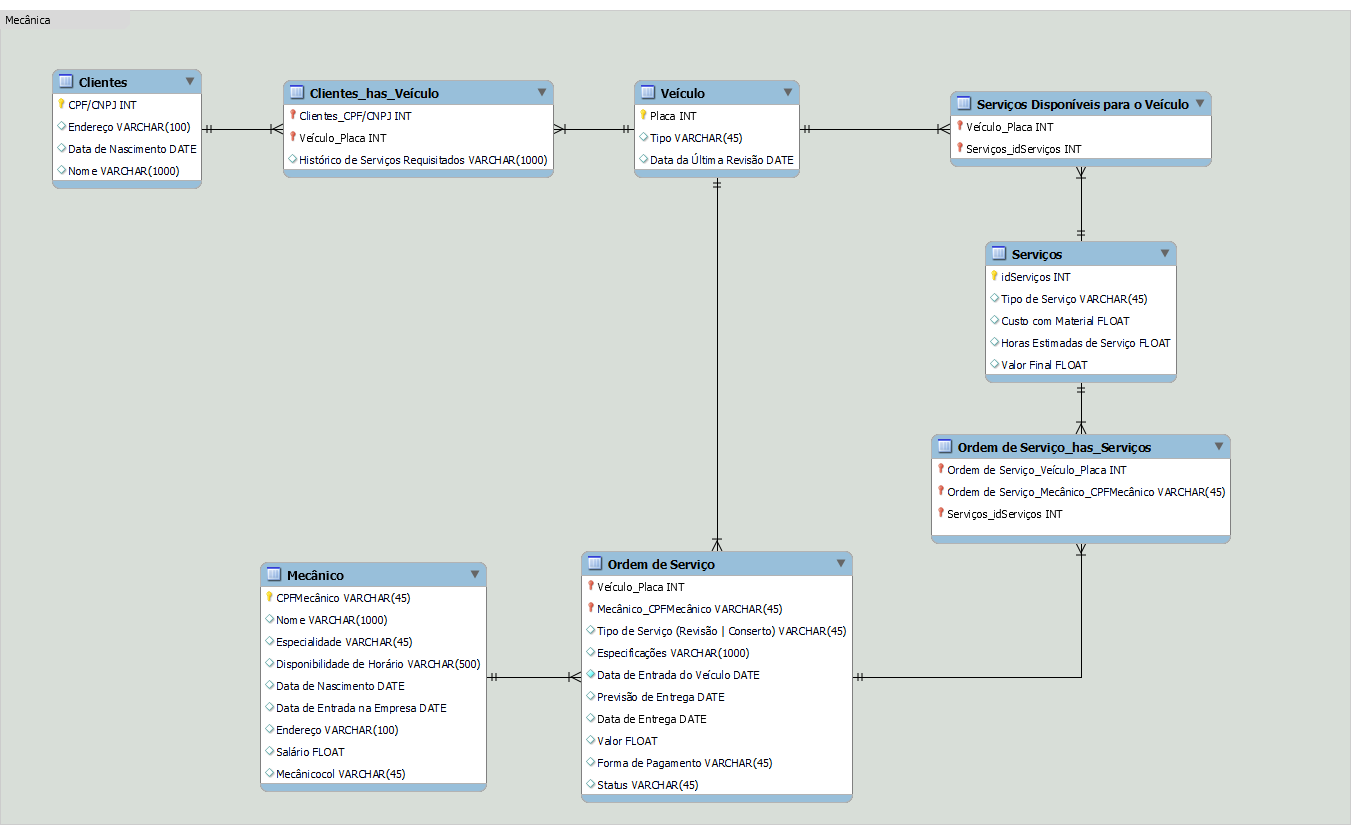 Mecânica
Clientes
CPF/CNPJ INT
Endereço VARCHAR(100)
Data de Nascimento DATE
Nome VARCHAR(1000)
Clientes_has_Veículo
Clientes_CPF/CNPJ INT
Veículo_Placa INT
Histórico de Serviços Requisitados VARCHAR(1000)
Veículo
Placa INT
Tipo VARCHAR(45)
Data da Última Revisão DATE
Serviços Disponíveis para o Veículo
Veículo_Placa INT
Serviços_idServiços INT
Serviços
idServiços INT
Tipo de Serviço VARCHAR(45)
Custo com Material FLOAT
Horas Estimadas de Serviço FLOAT
Valor Final FLOAT
Ordem de Serviço_has_Serviços
Ordem de Serviço_Veículo_Placa INT
Ordem de Serviço_Mecânico_CPFMecânico VARCHAR(45)
Serviços_idServiços INT
Mecânico
CPFMecânico VARCHAR(45)
Nome VARCHAR(1000)
Especialidade VARCHAR(45)
Disponibilidade de Horário VARCHAR(500)
Data de Nascimento DATE
Data de Entrada na Empresa DATE
Endereço VARCHAR(100)
Salário FLOAT
Mecânicocol VARCHAR(45)
Ordem de Serviço
Veículo_Placa INT
Mecânico_CPFMecânico VARCHAR(45)
Tipo de Serviço (Revisão | Conserto) VARCHAR(45)
Especificações VARCHAR(1000)
Data de Entrada do Veículo DATE
Previsão de Entrega DATE
Data de Entrega DATE
Valor FLOAT
Forma de Pagamento VARCHAR(45)
Status VARCHAR(45)